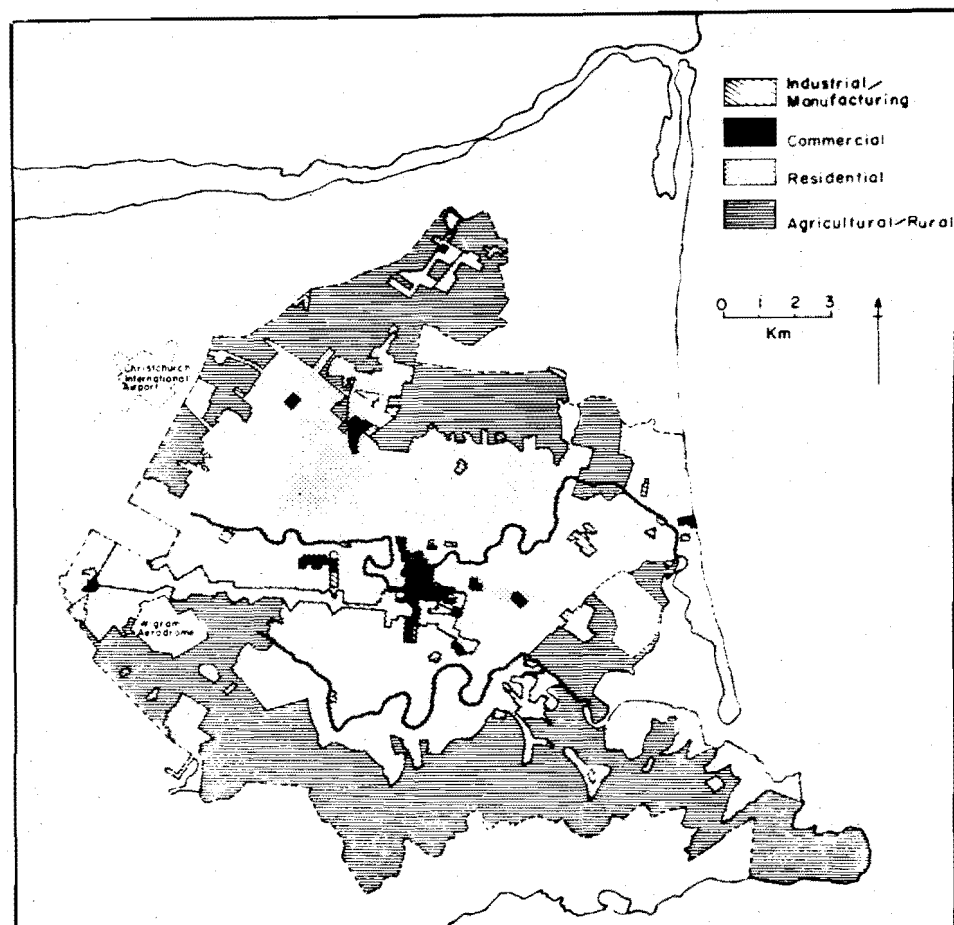 Industrial/
Manufacturing
Commercial
Residential
Agricultural/Rural
0 1 2 3
Km
Christchurch
International
Airport
Wigram
Aerodrome